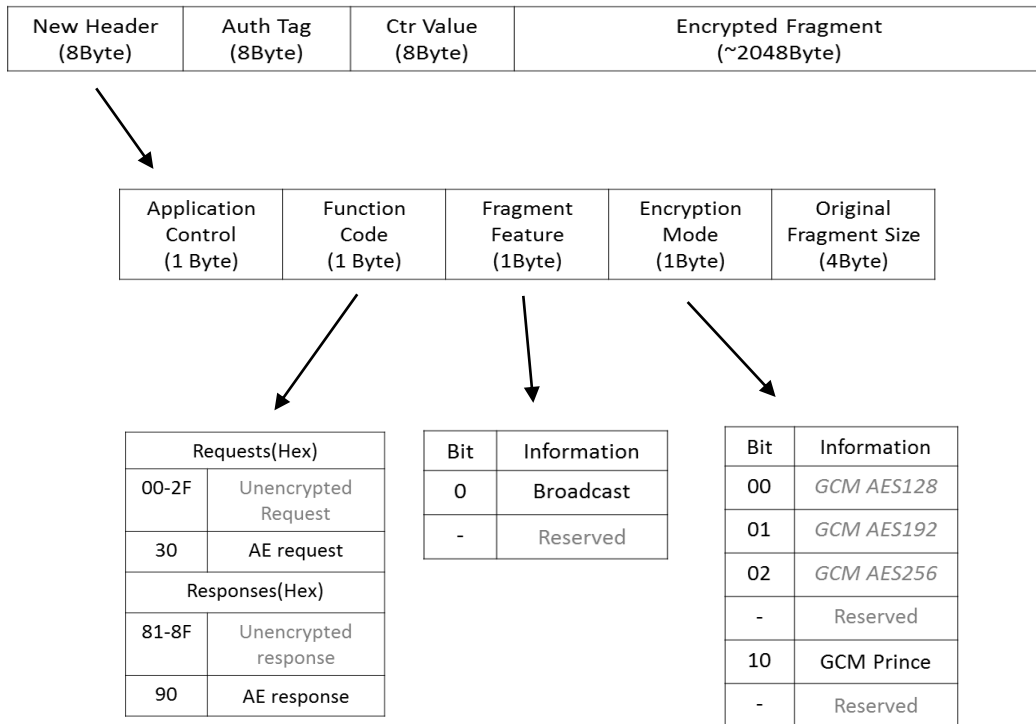 New Header
(8Byte)
Auth Tag
(8Byte)
Ctr Value
(8Byte)
Encrypted Fragment
(~2048Byte)
Application
Control
(1 Byte)
Function
Code
(1 Byte)
Fragment
Feature
(1Byte)
Encryption
Mode
(1Byte)
Original
Fragment Size
(4Byte)
Requests(Hex)
00-2F
Unencrypted
Request
30
AE request
Responses(Hex)
81-8F
Unencrypted
response
90
AE response
Bit
Information
0
Broadcast
-
Reserved
Bit
Information
00
GCM AES128
01
GCM AES192
02
GCM AES256
-
Reserved
10
GCM Prince
-
Reserved